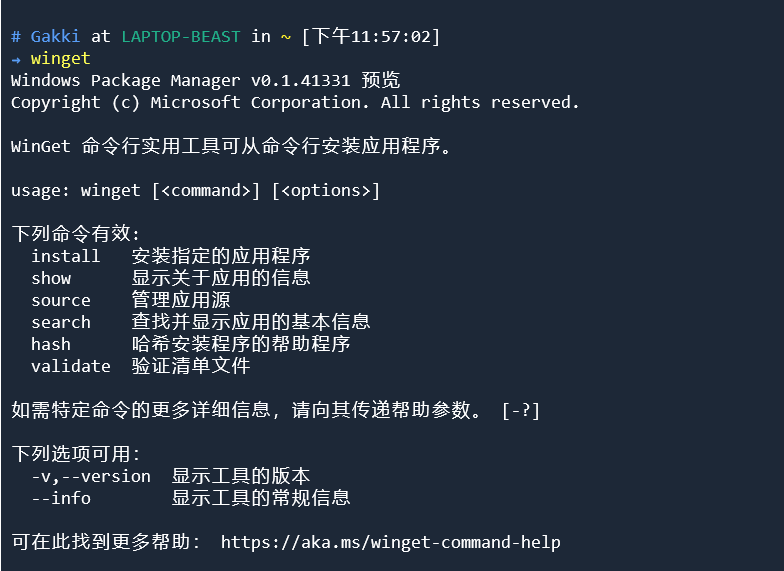 # Gakki at LAPTOP-BEAST in ~ [下午11:57:02]
→ winget
Windows Package Manager v0.1.41331 预览
Copyright (c) Microsoft Corporation. All rights reserved.
WinGet 命令行实用工具可从命令行安装应用程序。
usage: winget [<command>] [<options>]
下列命令有效：
install 安装指定的应用程序
show 显示关于应用的信息
source 管理应用源
search 查找并显示应用的基本信息
hash 哈希安装程序的帮助程序
validate 验证清单文件
如需特定命令的更多详细信息，请向其传递帮助参数。 [-?]
下列选项可用：
-v,--version 显示工具的版本
--info 显示工具的常规信息
可在此找到更多帮助： https://aka.ms/winget-command-help